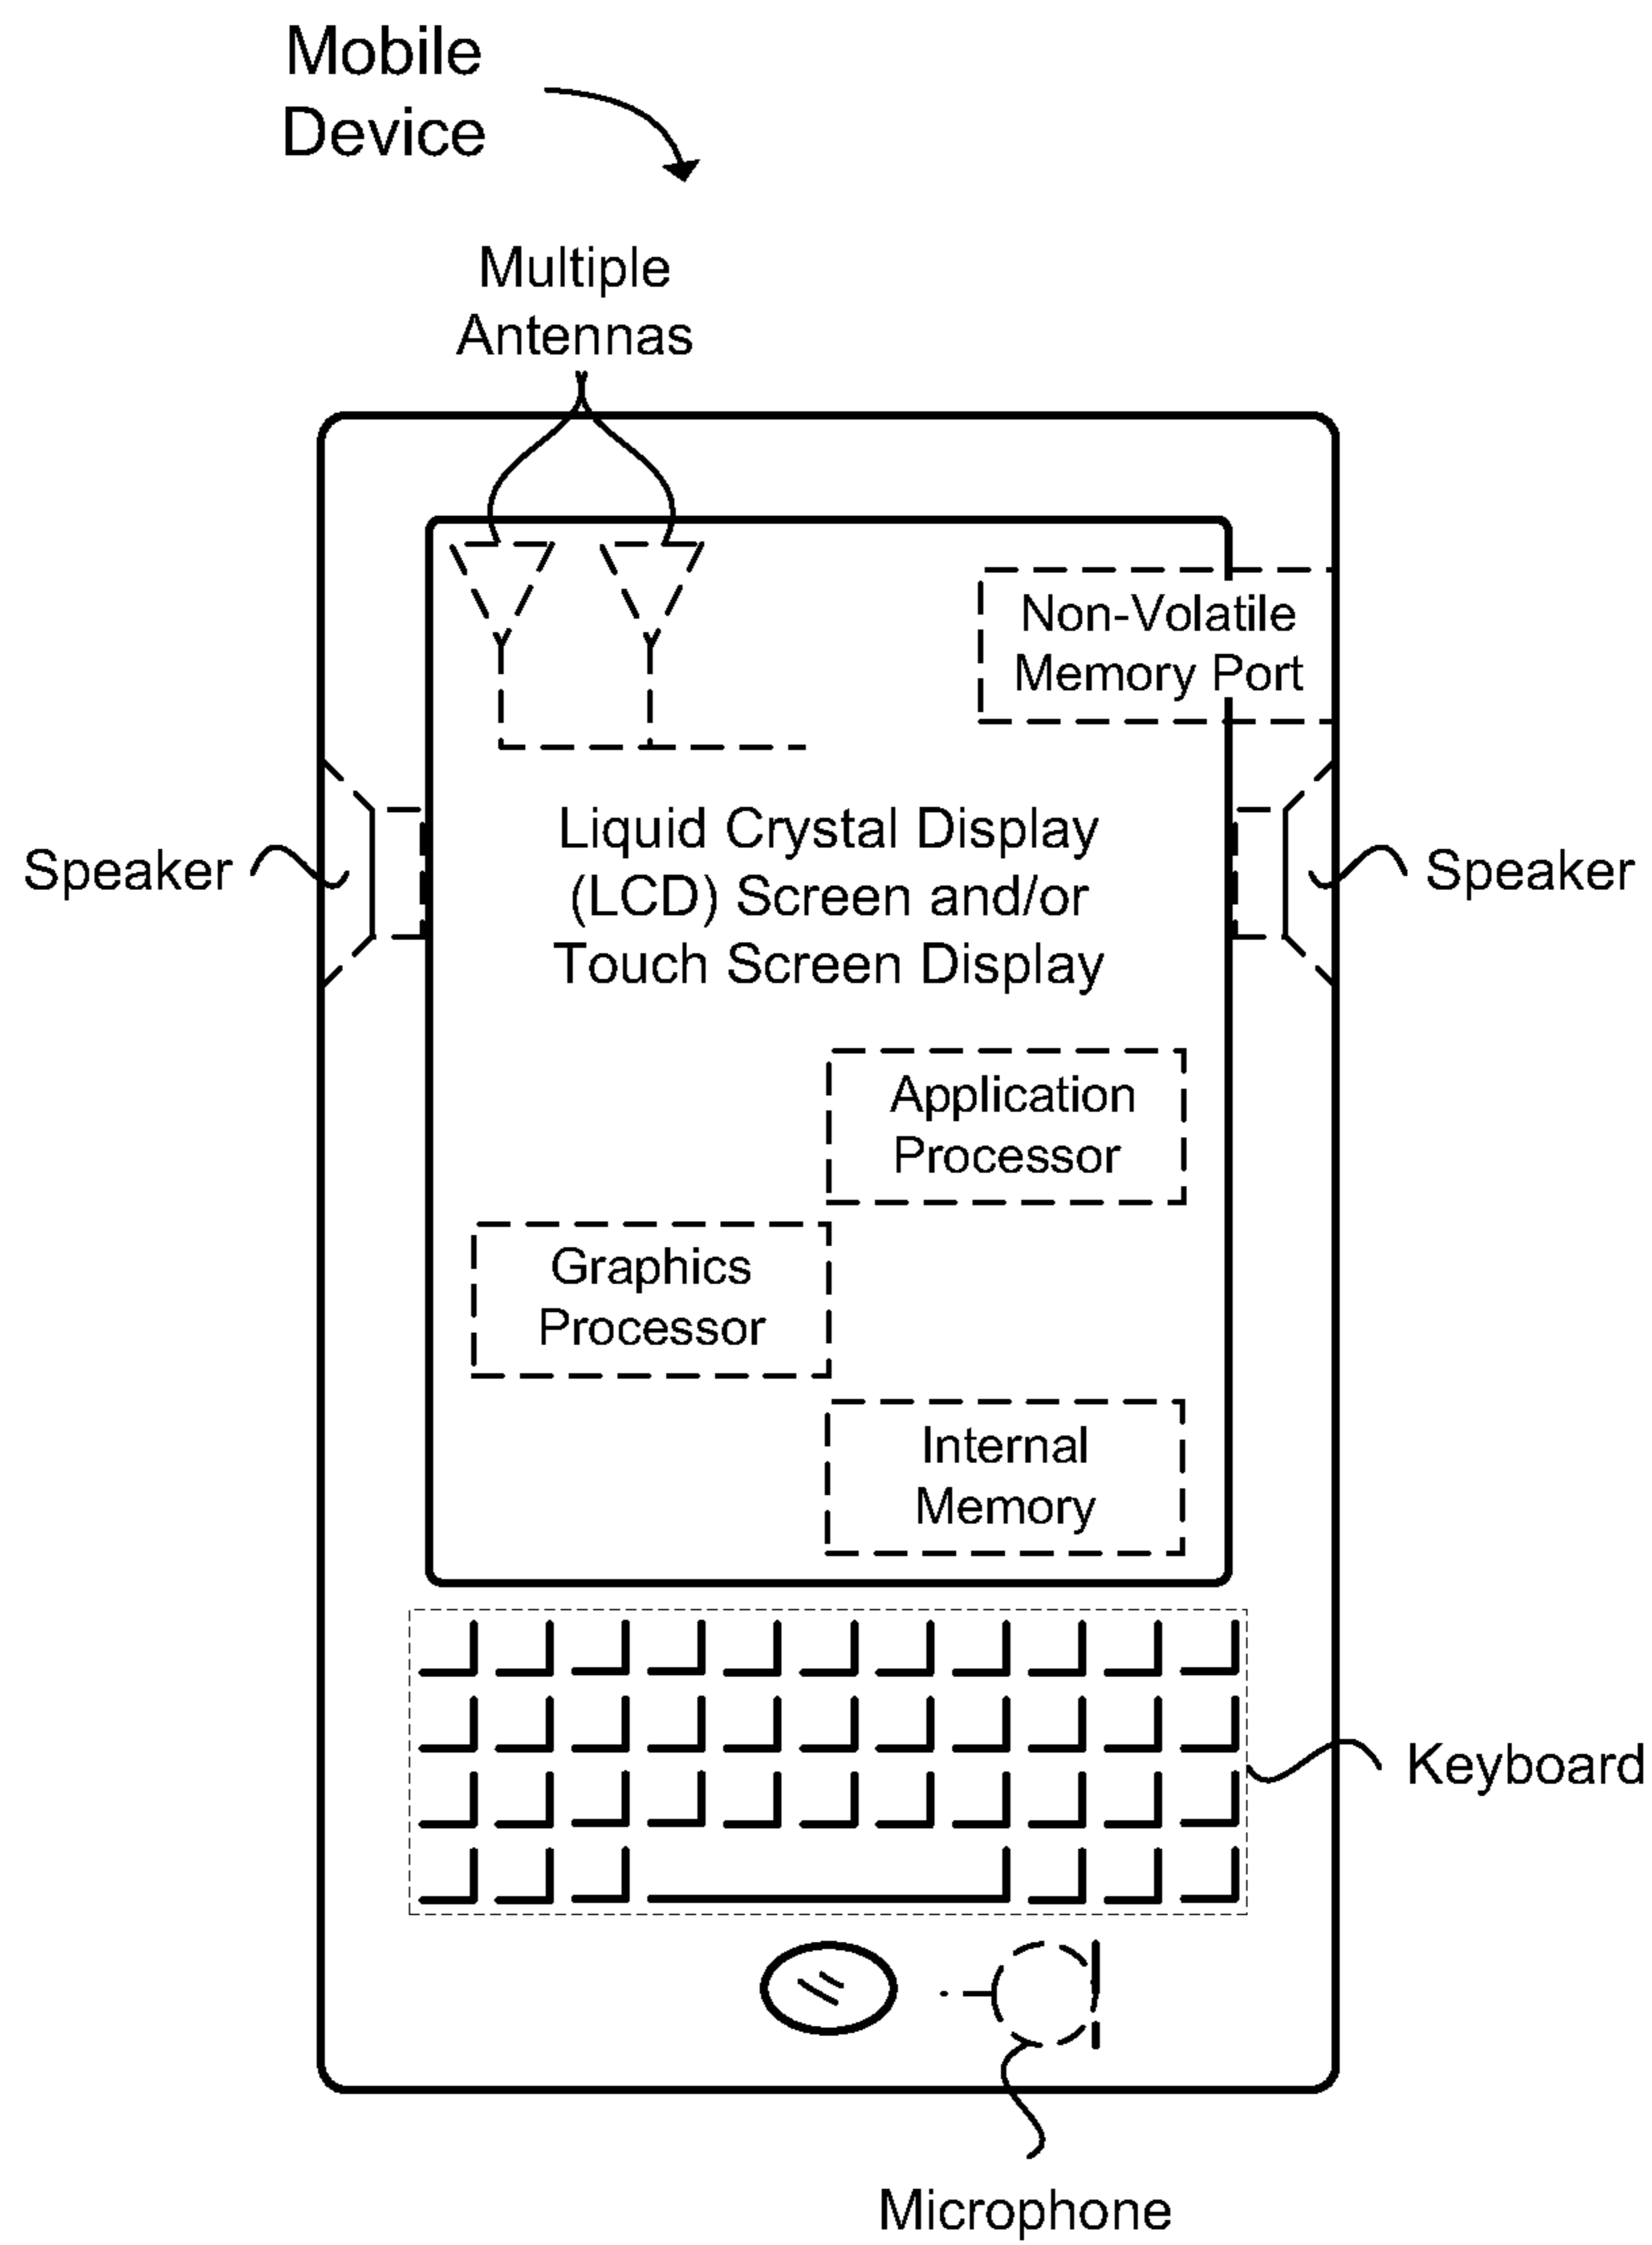 Mobile
Device
Multiple
Antennas
Non-Volatile
Memory Port
Speaker
Liquid Crystal Display
(LCD) Screen and/or
Touch Screen Display
Speaker
Application
Processor
Graphics
Processor
Internal
Memory
Keyboard
Microphone